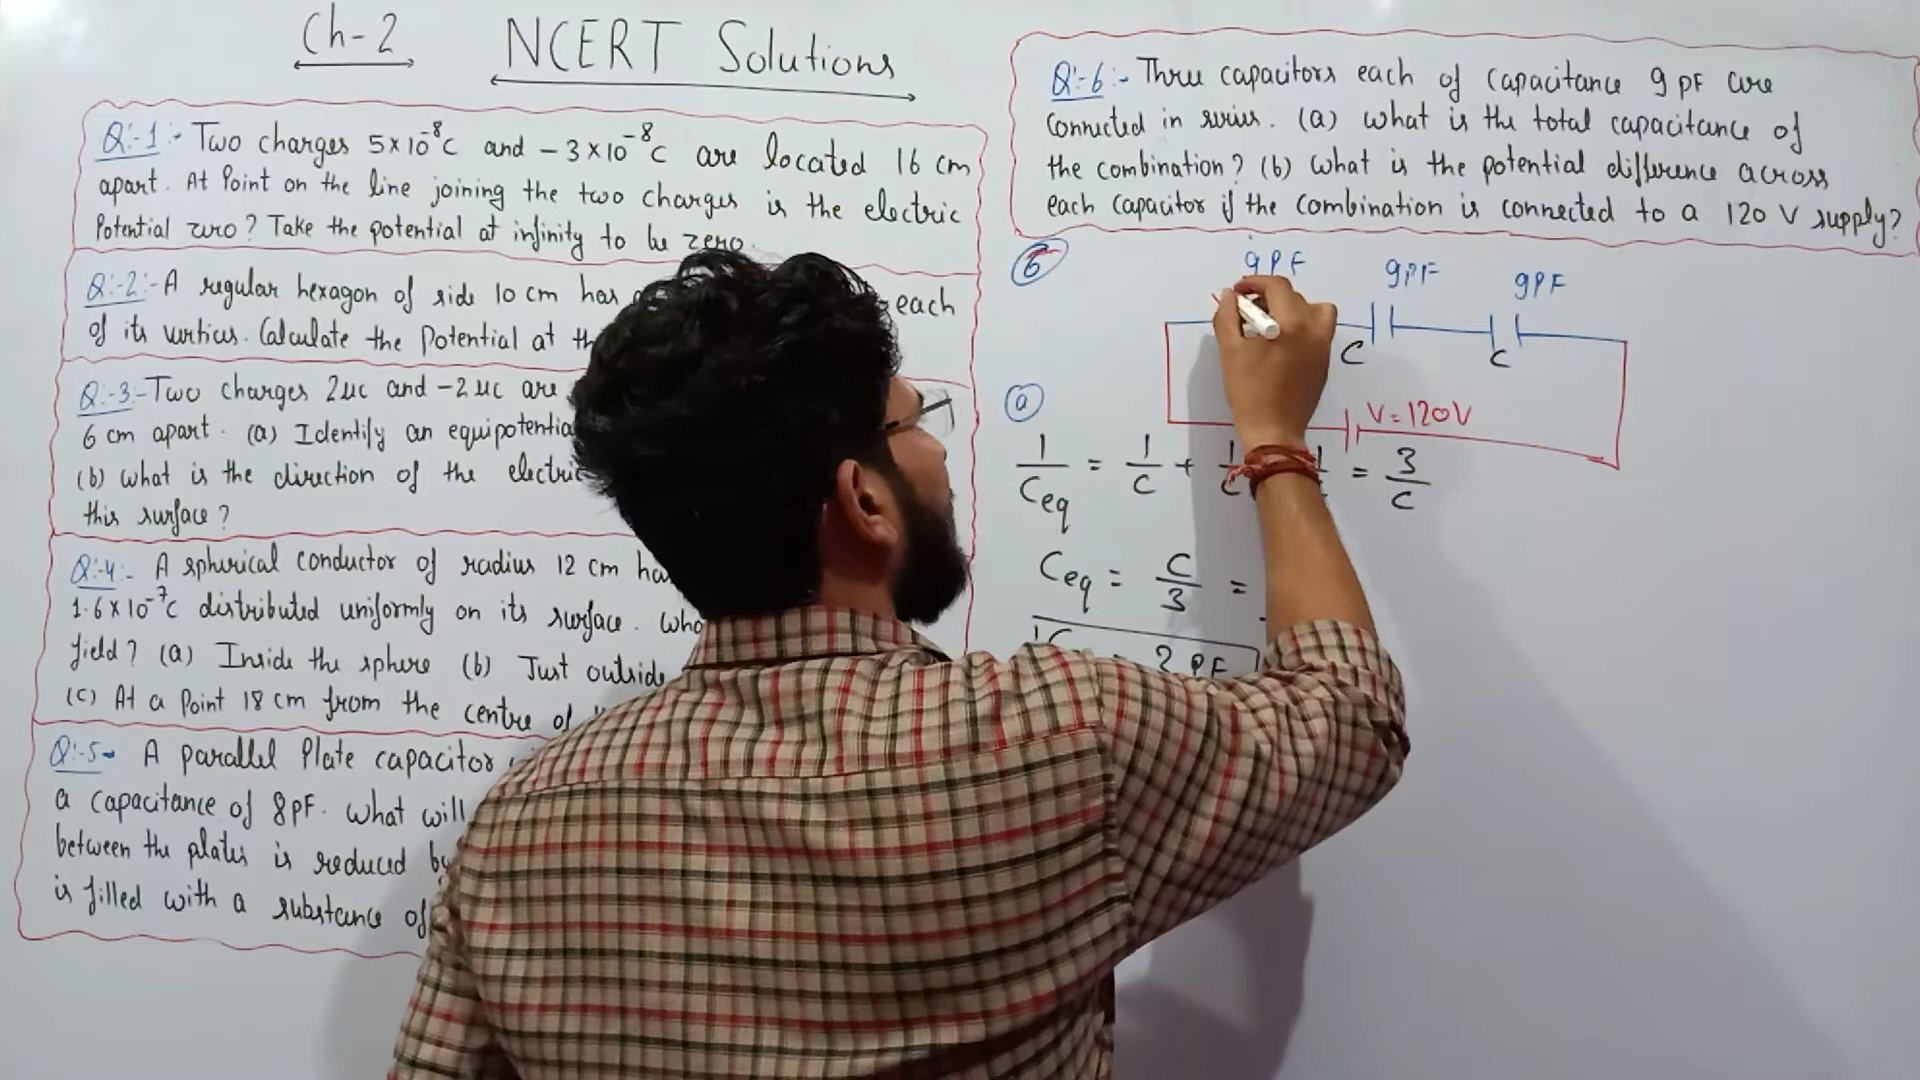 Ch-2 NCERT Solutions
Q:-1:- Two charges 5×10⁻⁸C and -3×10⁻⁸C are located 16 cm
apart. At Point on the line joining the two charges is the electric
Potential zero? Take the potential at infinity to be zero.
Q:-2:- A regular hexagon of side 10 cm has each
of its vertices. Calculate the Potential at
Q:-3:- Two charges 2μc and -2μc are
6 cm apart. (a) Identify an
(b) what is the direction of the
this surface?
Q:-4:- A spherical conductor of radius 12 cm
1.6×10⁻⁷C distributed uniformly on its surface.
field? (a) Inside the sphere (b) Just outside
(c) At a Point 18 cm from the centre of
Q:-5- A parallel Plate capacitor
a capacitance of 8pF. what will
between the plates is reduced by
is filled with a substance of
Q:-6:- Three capacitors each of capacitance 9 pF are
Connected in series. (a) what is the total capacitance of
the combination? (b) what is the potential difference across
each capacitor if the combination is connected to a 120 V supply?
6
9PF 9PF 9PF
C C
V=120V
a
1/Ceq = 1/C + 1/C 1/C = 3/C
Ceq = C/3 =
3 PF